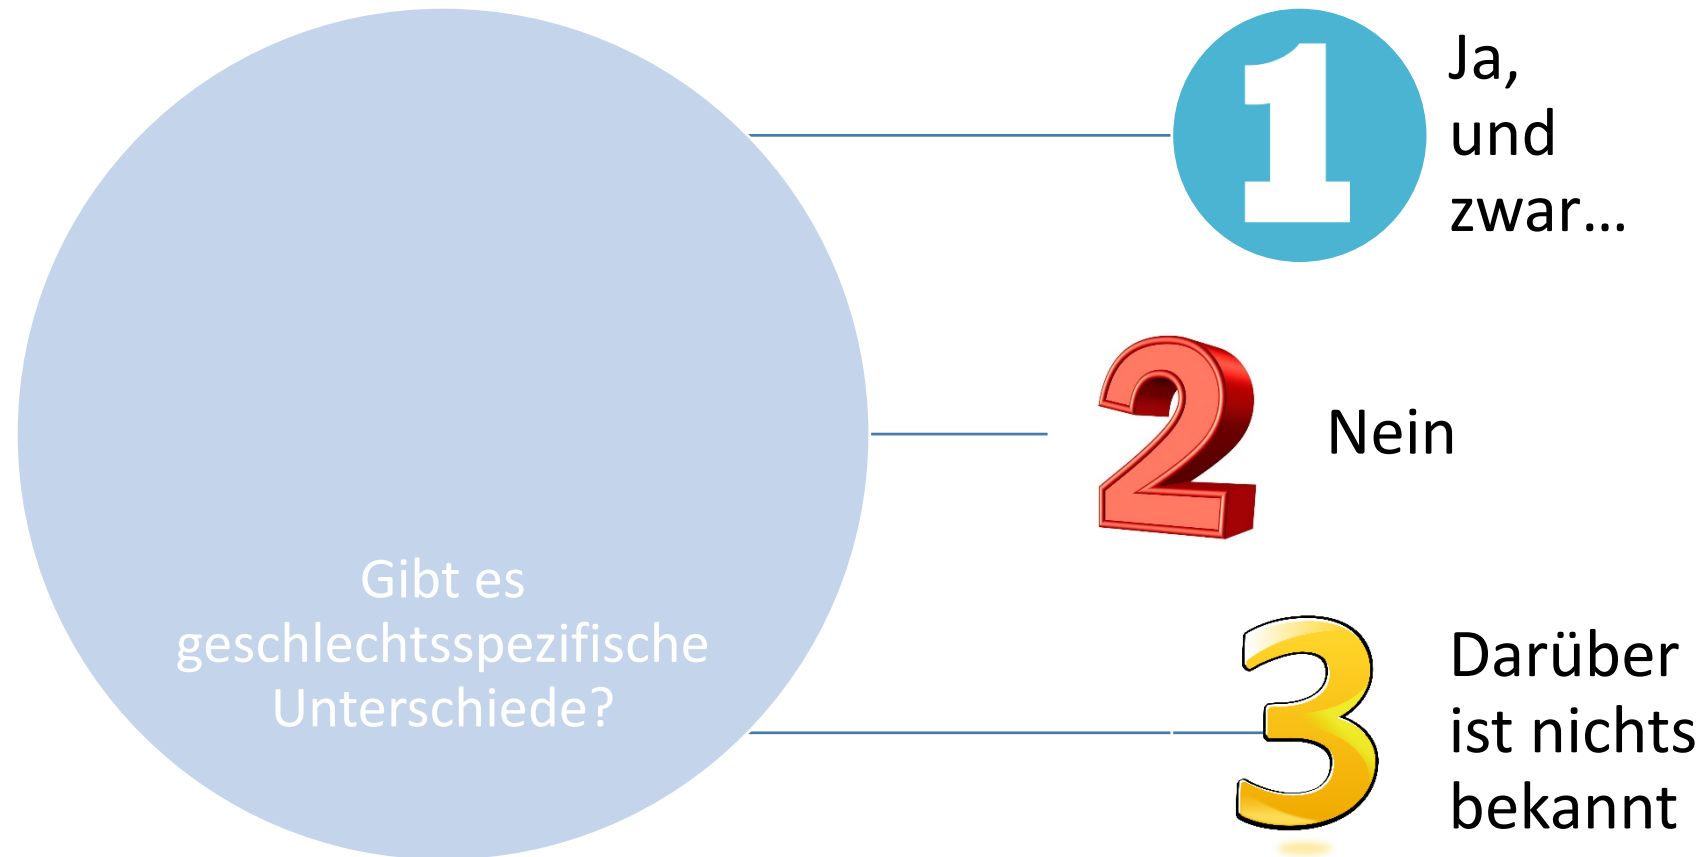 Gibt es
geschlechtsspezifische
Unterschiede?
1
Ja,
und
zwar...
2
Nein
3
Darüber
ist nichts
bekannt